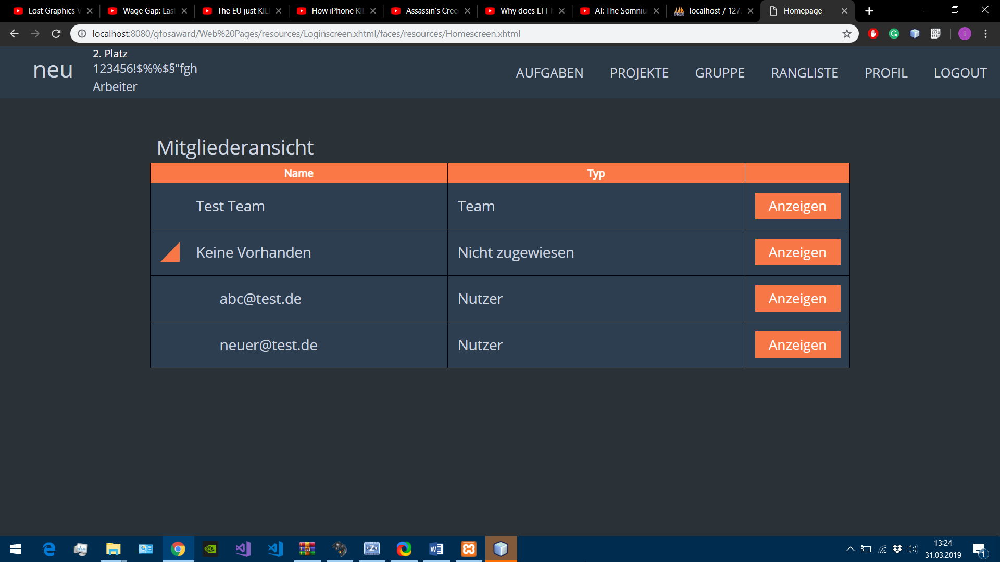 Lost Graphics
Wage Gap: Las
The EU just KIL
How iPhone KI
Assassin's Cree
Why does LTT
AI: The Somniu
localhost / 127.
Homepage
localhost:8080/gfosaward/Web%20Pages/resources/Loginscreen.xhtml/faces/resources/Homescreen.xhtml
i
neu
2. Platz
123456!$%%$§"fgh
Arbeiter
AUFGABEN PROJEKTE GRUPPE RANGLISTE PROFIL LOGOUT
Mitgliederansicht
Name Typ
Test Team Team Anzeigen
Keine Vorhanden Nicht zugewiesen Anzeigen
abc@test.de Nutzer Anzeigen
neuer@test.de Nutzer Anzeigen
13:24
31.03.2019
1